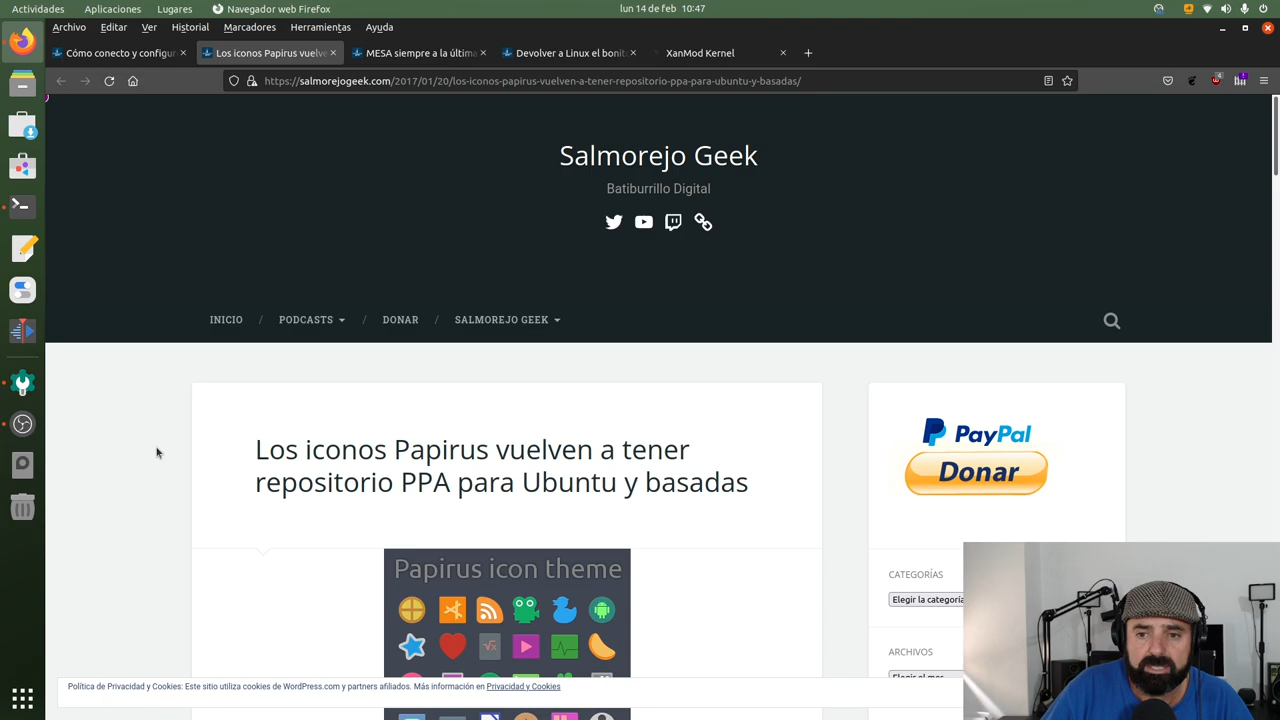 Actividades Aplicaciones Lugares Navegador web Firefox lun 14 de feb 10:47
Archivo Editar Ver Historial Marcadores Herramientas Ayuda
Cómo conecto y configur Los iconos Papirus vuelve MESA siempre a la última Devolver a Linux el bonit XanMod Kernel
https://salmorejogeek.com/2017/01/20/los-iconos-papirus-vuelven-a-tener-repositorio-ppa-para-ubuntu-y-basadas/
Salmorejo Geek
Batiburrillo Digital
INICIO / PODCASTS / DONAR / SALMOREJO GEEK
Los iconos Papirus vuelven a tener
repositorio PPA para Ubuntu y basadas
PayPal
Donar
Papirus icon theme
CATEGORÍAS
Elegir la categoría
ARCHIVOS
Elegir el mes
Política de Privacidad y Cookies: Este sitio utiliza cookies de WordPress.com y partners afiliados. Más información en Privacidad y Cookies